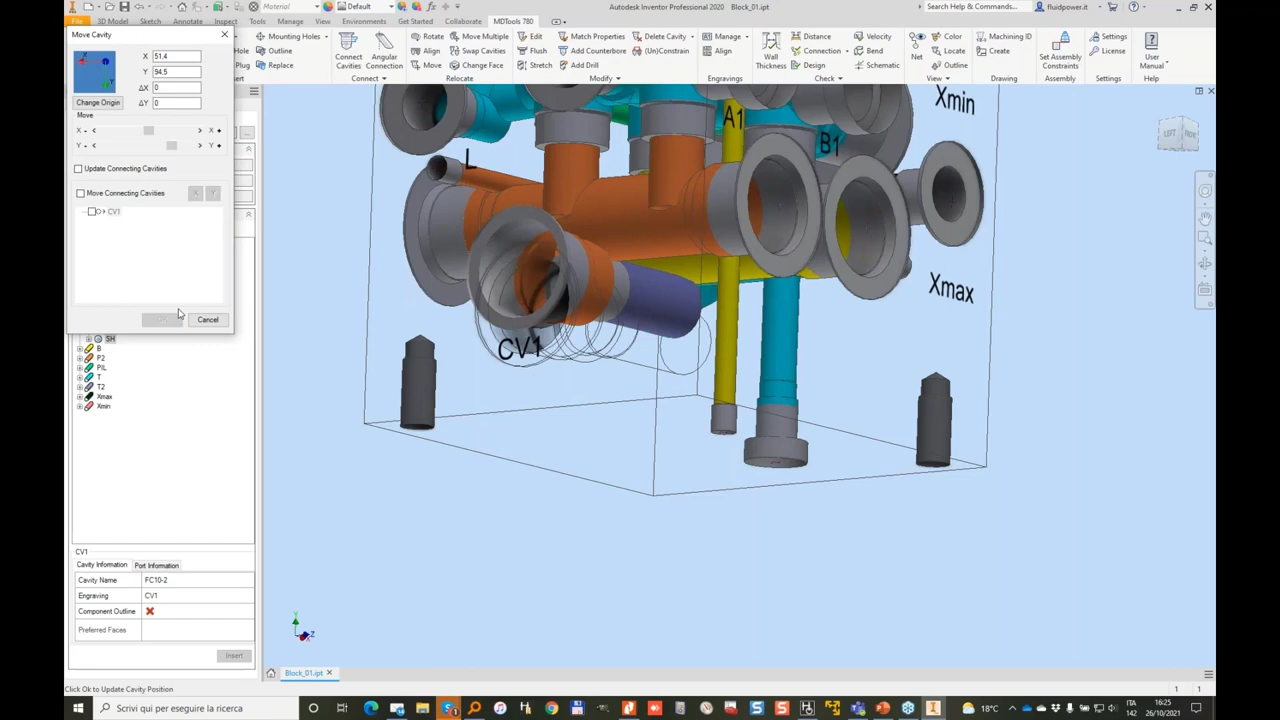 Material
Default
Autodesk Inventor Professional 2020 Block_01.ipt
Search Help & Commands...
fluidpower.it
File
3D Model
Sketch
Annotate
Inspect
Tools
Manage
View
Environments
Get Started
Collaborate
MDTools 780
Move Cavity
X 51,4
Y 94,5
ΔX 0
ΔY 0
Change Origin
Move
X - < > X +
Y - < > Y +
Update Connecting Cavities
Move Connecting Cavities
X Y
CV1
Cancel
Hole
Plug
Mounting Holes
Outline
Replace
Connect Cavities
Angular Connection
Connect
Rotate
Align
Move
Move Multiple
Swap Cavities
Change Face
Relocate
Edit
Flush
Stretch
Match Properties
Add Counterbore
Add Drill
(Un)Constrain
Modify
Manage
Align
Engravings
Wall Thickness
Distance
Connection
Design
Velocity
Bend
Schematic
Check
Net
Color
Locate
Outline
View
Machining ID
Create
Set Assembly Constraints
Assembly
Settings
License
Settings
User Manual
Help
SH
B
P2
PIL
T
T2
Xmax
Xmin
CV1
Cavity Information
Port Information
Cavity Name FC10-2
Engraving CV1
Component Outline
Preferred Faces
Insert
Xmin
A1
B1
L
Xmax
CV1
LEFT
Y
Z
Block_01.ipt
Click Ok to Update Cavity Position
1 1
Scrivi qui per eseguire la ricerca
18°C
ITA
142
16:25
26/10/2021